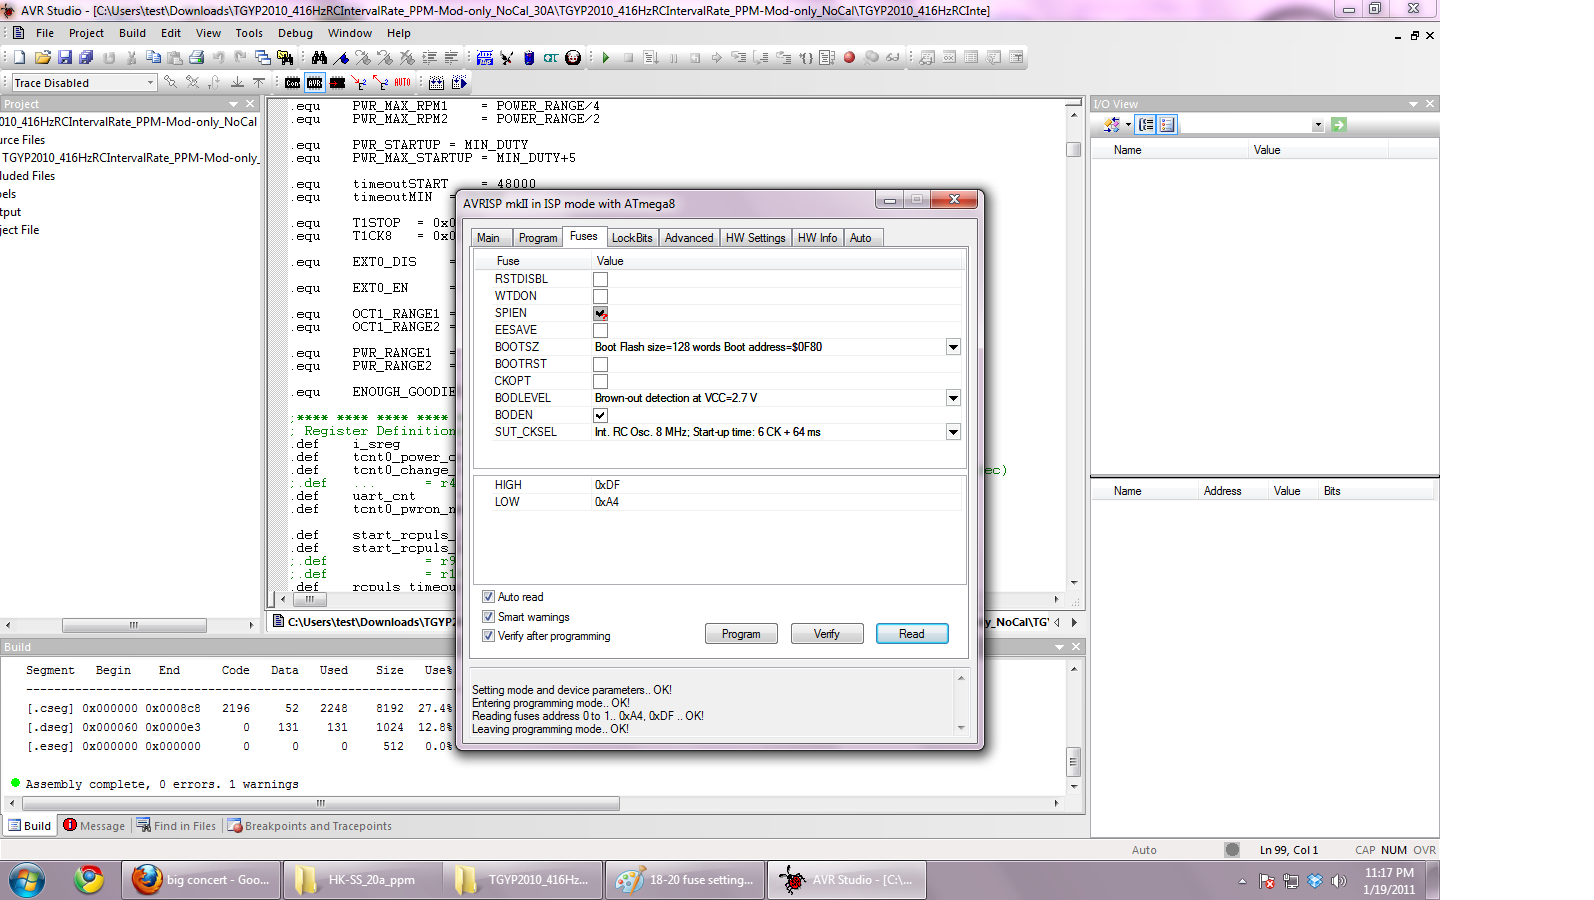 AVR Studio - [C:\Users\test\Downloads\TGYP2010_416HzRCIntervalRate_PPM-Mod-only_NoCal_30A\TGYP2010_416HzRCIntervalRate_PPM-Mod-only_NoCal\TGYP2010_416HzRCInte]
File Project Build Edit View Tools Debug Window Help
Trace Disabled
Con AVR AUTO
Project
010_416HzRCIntervalRate_PPM-Mod-only_NoCal
urce Files
TGYP2010_416HzRCIntervalRate_PPM-Mod-only_
luded Files
els
tput
ject File
.equ PWR_MAX_RPM1 = POWER_RANGE/4
.equ PWR_MAX_RPM2 = POWER_RANGE/2
.equ PWR_STARTUP = MIN_DUTY
.equ PWR_MAX_STARTUP = MIN_DUTY+5
.equ timeoutSTART = 48000
.equ timeoutMIN =
.equ T1STOP = 0x0
.equ T1CK8 = 0x0
.equ EXT0_DIS =
.equ EXT0_EN =
.equ OCT1_RANGE1 =
.equ OCT1_RANGE2 =
.equ PWR_RANGE1 =
.equ PWR_RANGE2 =
.equ ENOUGH_GOODIE
;**** **** **** ****
; Register Definition
.def i_sreg
.def tcnt0_power_o
.def tcnt0_change_ ec)
;.def ... = r4
.def uart_cnt
.def tcnt0_pwron_n
.def start_rcpuls_
.def start_rcpuls_
;.def = r9
;.def = r1
.def rcpuls_timeou
C:\Users\test\Downloads\TGYP2 y_NoCal\TG
AVRISP mkII in ISP mode with ATmega8
Main Program Fuses LockBits Advanced HW Settings HW Info Auto
Fuse Value
RSTDISBL
WTDON
SPIEN
EESAVE
BOOTSZ Boot Flash size=128 words Boot address=$0F80
BOOTRST
CKOPT
BODLEVEL Brown-out detection at VCC=2.7 V
BODEN
SUT_CKSEL Int. RC Osc. 8 MHz; Start-up time: 6 CK + 64 ms
HIGH 0xDF
LOW 0xA4
Auto read
Smart warnings
Verify after programming
Program Verify Read
Setting mode and device parameters.. OK!
Entering programming mode.. OK!
Reading fuses address 0 to 1.. 0xA4, 0xDF .. OK!
Leaving programming mode.. OK!
I/O View
Name Value
Name Address Value Bits
Build
Segment Begin End Code Data Used Size Use%
[.cseg] 0x000000 0x0008c8 2196 52 2248 8192 27.4%
[.dseg] 0x000060 0x0000e3 0 131 131 1024 12.8%
[.eseg] 0x000000 0x000000 0 0 0 512 0.0%
Assembly complete, 0 errors. 1 warnings
Build Message Find in Files Breakpoints and Tracepoints
Auto Ln 99, Col 1 CAP NUM OVR
big concert - Goo... HK-SS_20a_ppm TGYP2010_416Hz... 18-20 fuse setting... AVR Studio - [C:\...
11:17 PM
1/19/2011